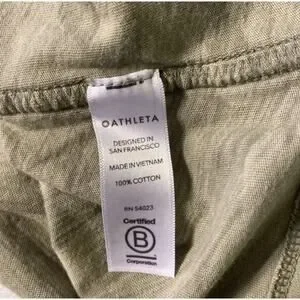 ATHLETA
DESIGNED IN
SAN FRANCISCO
MADE IN VIETNAM
100% COTTON
RN 54023
Certified
B
Corporation